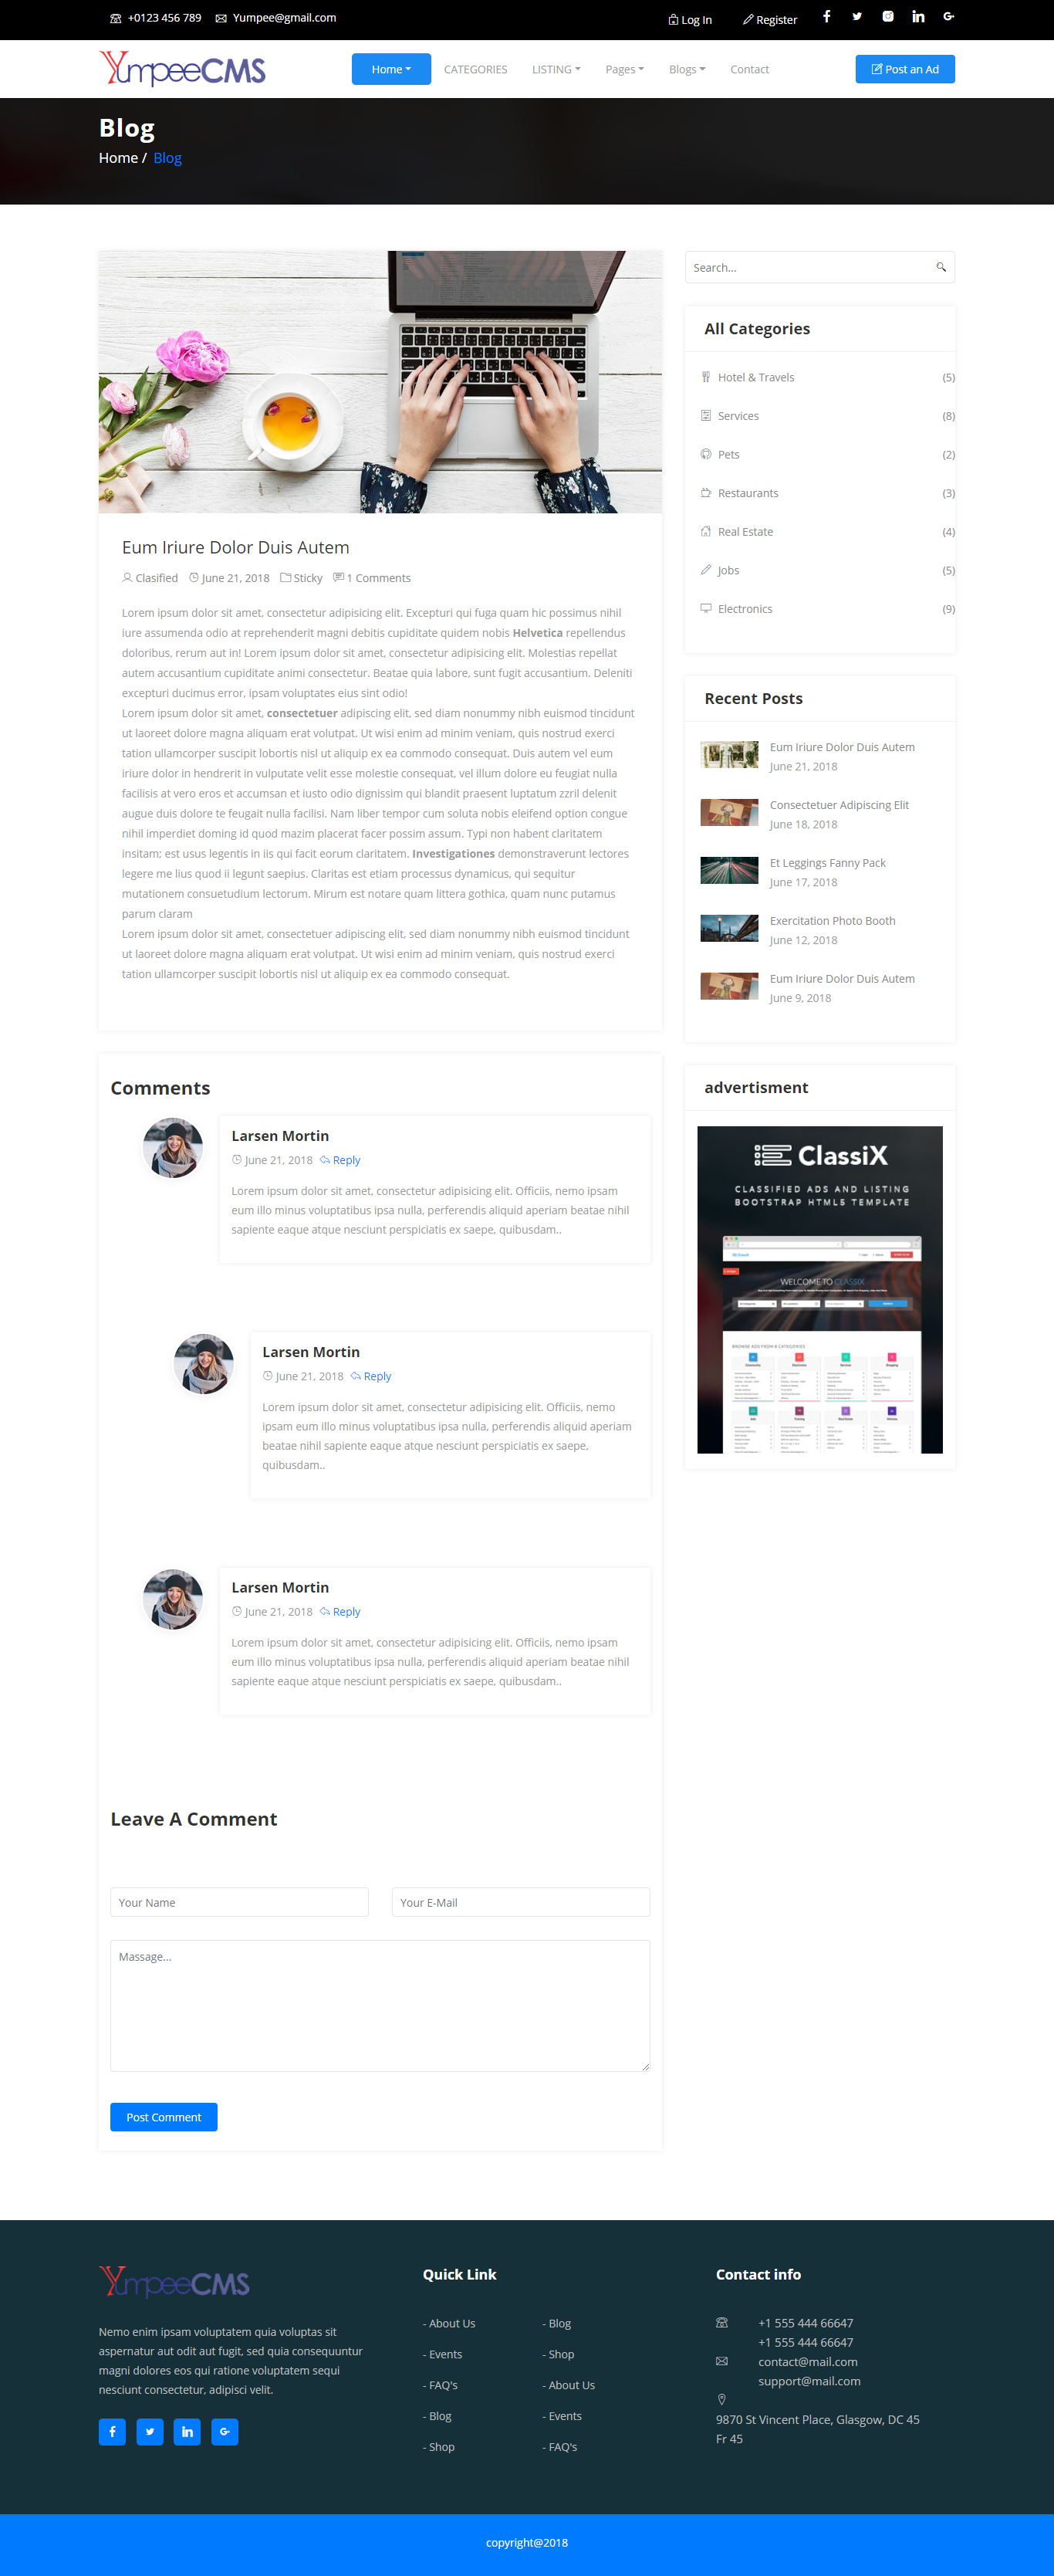 +0123 456 789 Yumpee@gmail.com Log In Register
YumpeeCMS Home CATEGORIES LISTING Pages Blogs Contact Post an Ad
Blog
Home / Blog
Search...
All Categories
Hotel & Travels (5)
Services (8)
Pets (2)
Restaurants (3)
Real Estate (4)
Jobs (5)
Electronics (9)
Eum Iriure Dolor Duis Autem
Clasified June 21, 2018 Sticky 1 Comments
Lorem ipsum dolor sit amet, consectetur adipisicing elit. Excepturi qui fuga quam hic possimus nihil
iure assumenda odio at reprehenderit magni debitis cupiditate quidem nobis Helvetica repellendus
doloribus, rerum aut in! Lorem ipsum dolor sit amet, consectetur adipisicing elit. Molestias repellat
autem accusantium cupiditate animi consectetur. Beatae quia labore, sunt fugit accusantium. Deleniti
excepturi ducimus error, ipsam voluptates eius sint odio!
Lorem ipsum dolor sit amet, consectetuer adipiscing elit, sed diam nonummy nibh euismod tincidunt
ut laoreet dolore magna aliquam erat volutpat. Ut wisi enim ad minim veniam, quis nostrud exerci
tation ullamcorper suscipit lobortis nisl ut aliquip ex ea commodo consequat. Duis autem vel eum
iriure dolor in hendrerit in vulputate velit esse molestie consequat, vel illum dolore eu feugiat nulla
facilisis at vero eros et accumsan et iusto odio dignissim qui blandit praesent luptatum zzril delenit
augue duis dolore te feugait nulla facilisi. Nam liber tempor cum soluta nobis eleifend option congue
nihil imperdiet doming id quod mazim placerat facer possim assum. Typi non habent claritatem
insitam; est usus legentis in iis qui facit eorum claritatem. Investigationes demonstraverunt lectores
legere me lius quod ii legunt saepius. Claritas est etiam processus dynamicus, qui sequitur
mutationem consuetudium lectorum. Mirum est notare quam littera gothica, quam nunc putamus
parum claram
Lorem ipsum dolor sit amet, consectetuer adipiscing elit, sed diam nonummy nibh euismod tincidunt
ut laoreet dolore magna aliquam erat volutpat. Ut wisi enim ad minim veniam, quis nostrud exerci
tation ullamcorper suscipit lobortis nisl ut aliquip ex ea commodo consequat.
Recent Posts
Eum Iriure Dolor Duis Autem
June 21, 2018
Consectetuer Adipiscing Elit
June 18, 2018
Et Leggings Fanny Pack
June 17, 2018
Exercitation Photo Booth
June 12, 2018
Eum Iriure Dolor Duis Autem
June 9, 2018
advertisment
ClassiX
CLASSIFIED ADS AND LISTING
BOOTSTRAP HTML5 TEMPLATE
WELCOME TO CLASSIX
BROWSE ADS FROM 8 CATEGORIES
Comments
Larsen Mortin
June 21, 2018 Reply
Lorem ipsum dolor sit amet, consectetur adipisicing elit. Officiis, nemo ipsam
eum illo minus voluptatibus ipsa nulla, perferendis aliquid aperiam beatae nihil
sapiente eaque atque nesciunt perspiciatis ex saepe, quibusdam..
Larsen Mortin
June 21, 2018 Reply
Lorem ipsum dolor sit amet, consectetur adipisicing elit. Officiis, nemo
ipsam eum illo minus voluptatibus ipsa nulla, perferendis aliquid aperiam
beatae nihil sapiente eaque atque nesciunt perspiciatis ex saepe,
quibusdam..
Larsen Mortin
June 21, 2018 Reply
Lorem ipsum dolor sit amet, consectetur adipisicing elit. Officiis, nemo ipsam
eum illo minus voluptatibus ipsa nulla, perferendis aliquid aperiam beatae nihil
sapiente eaque atque nesciunt perspiciatis ex saepe, quibusdam..
Leave A Comment
Your Name Your E-Mail
Massage...
Post Comment
YumpeeCMS
Nemo enim ipsam voluptatem quia voluptas sit
aspernatur aut odit aut fugit, sed quia consequuntur
magni dolores eos qui ratione voluptatem sequi
nesciunt consectetur, adipisci velit.
Quick Link
- About Us - Blog
- Events - Shop
- FAQ's - About Us
- Blog - Events
- Shop - FAQ's
Contact info
+1 555 444 66647
+1 555 444 66647
contact@mail.com
support@mail.com
9870 St Vincent Place, Glasgow, DC 45
Fr 45
copyright@2018